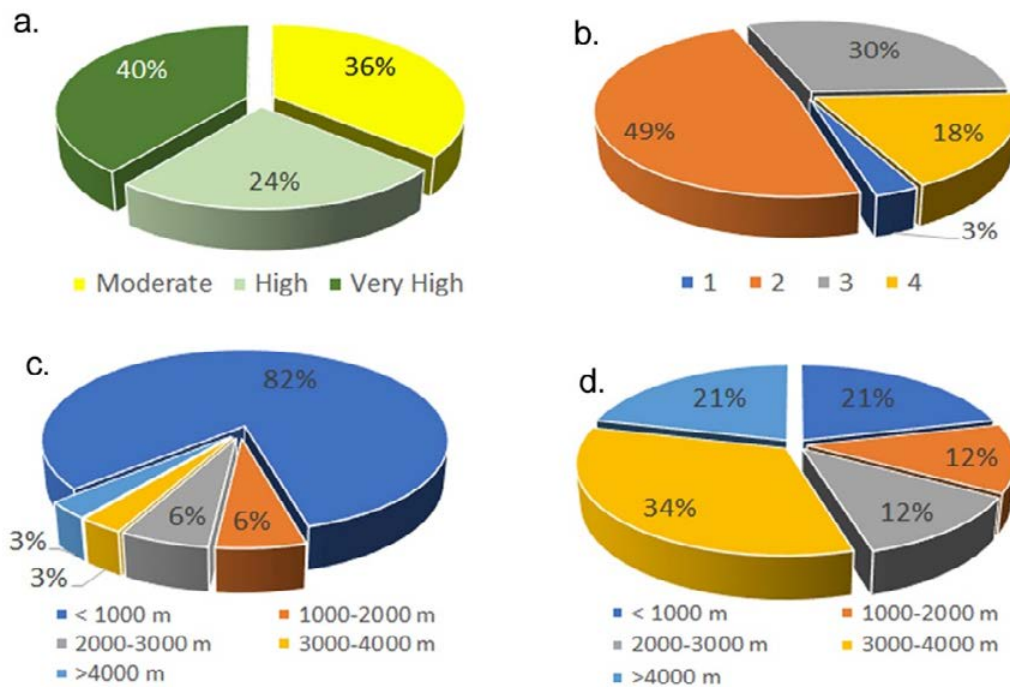 a.
40%
36%
24%
Moderate High Very High
b.
30%
49%
18%
3%
1 2 3 4
c.
82%
6% 6%
3%
3%
< 1000 m 1000-2000 m
2000-3000 m 3000-4000 m
>4000 m
d.
21% 21%
12%
34%
12%
< 1000 m 1000-2000 m
2000-3000 m 3000-4000 m
>4000 m